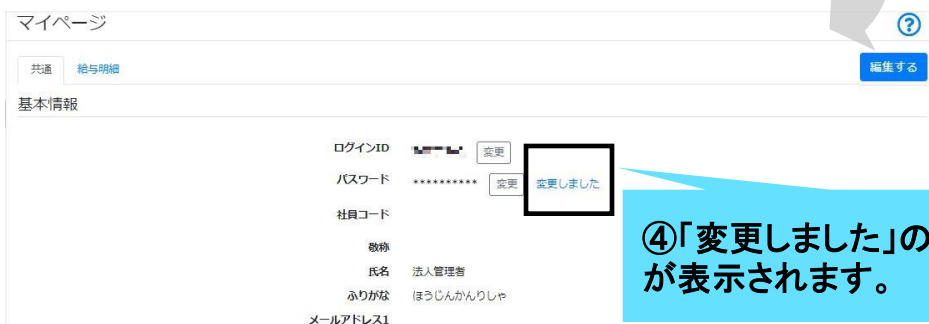 マイページ
?
共通 給与明細 編集する
基本情報
ログインID 変更
パスワード ********** 変更 変更しました
社員コード
敬称
氏名 法人管理者
ふりがな ほうじんかんりしゃ
メールアドレス1
④「変更しました」の
が表示されます。